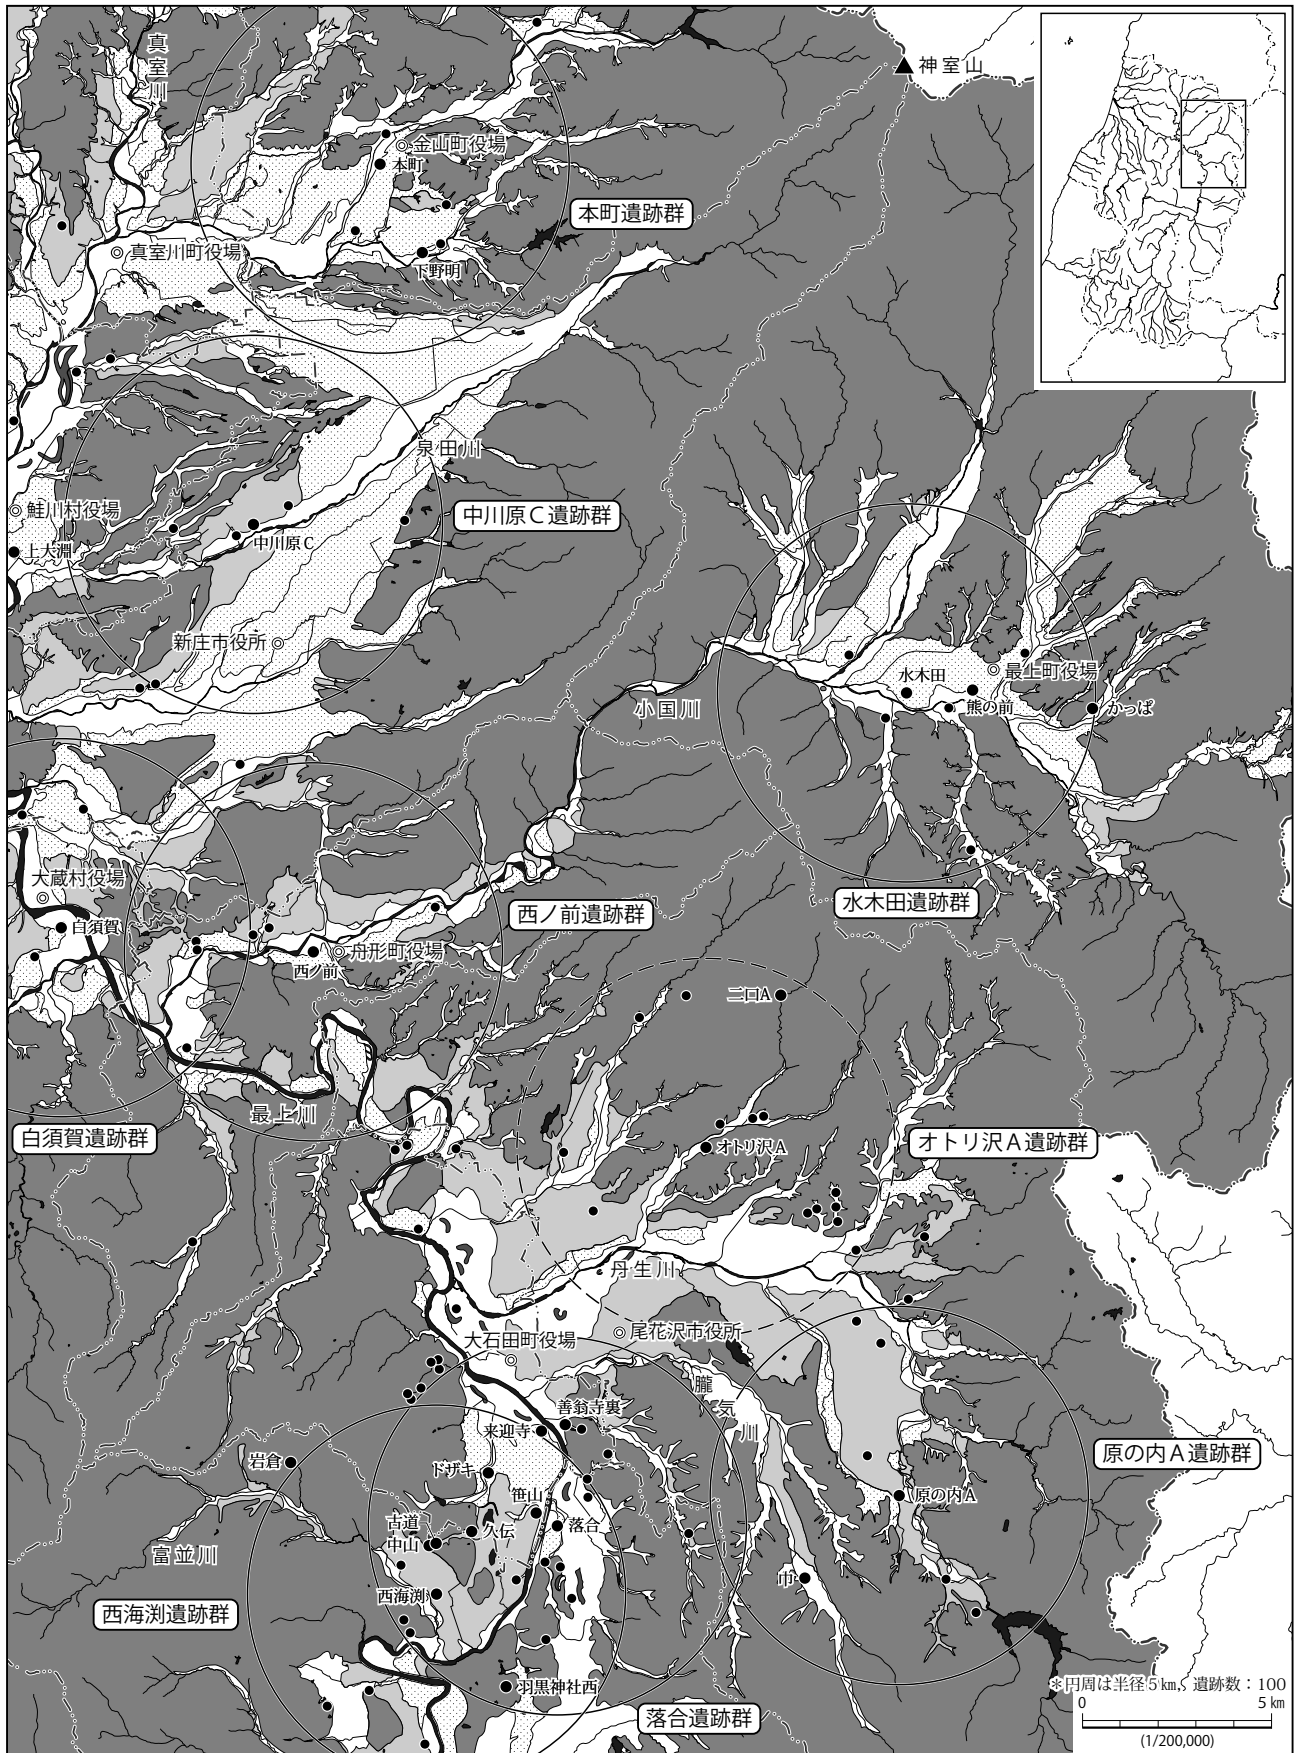 真室川
神室山
金山町役場
本町
本町遺跡群
真室川町役場
下野明
泉田川
鮭川村役場
中川原C遺跡群
上大淵
中川原C
新庄市役所
最上町役場
水木田
小国川
熊の前
かっぱ
大蔵村役場
水木田遺跡群
西ノ前遺跡群
白須賀
舟形町役場
西ノ前
二口A
最上川
白須賀遺跡群
オトリ沢A遺跡群
オトリ沢A
丹生川
尾花沢市役所
大石田町役場
朧気川
善翁寺裏
来迎寺
原の内A遺跡群
岩倉
ドザキ
原の内A
笹山
古道
久伝
落合
中山
富並川
巾
西海渕
西海渕遺跡群
羽黒神社西
落合遺跡群
*円周は半径5km, 遺跡数:100
0 5km
(1/200,000)